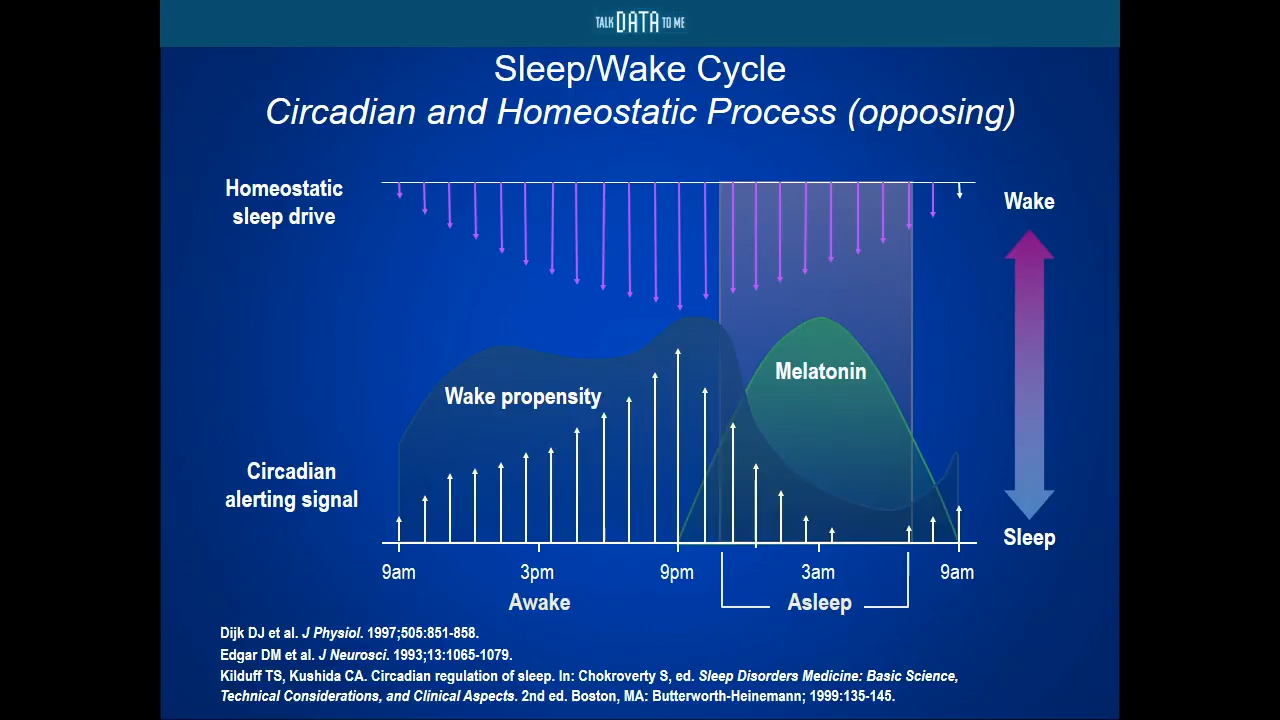 TALK DATA TO ME
Sleep/Wake Cycle
Circadian and Homeostatic Process (opposing)
Homeostatic
sleep drive
Wake
Melatonin
Wake propensity
Circadian
alerting signal
Sleep
9am 3pm 9pm 3am 9am
Awake Asleep
Dijk DJ et al. J Physiol. 1997;505:851-858.
Edgar DM et al. J Neurosci. 1993;13:1065-1079.
Kilduff TS, Kushida CA. Circadian regulation of sleep. In: Chokroverty S, ed. Sleep Disorders Medicine: Basic Science,
Technical Considerations, and Clinical Aspects. 2nd ed. Boston, MA: Butterworth-Heinemann; 1999:135-145.